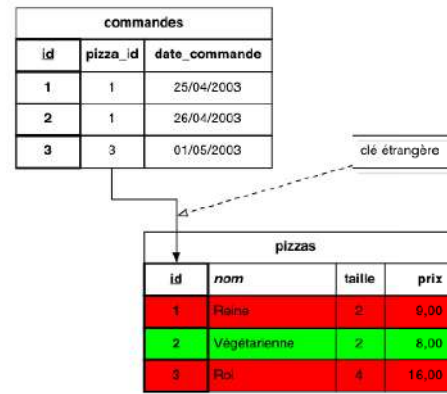 commandes
id pizza_id date_commande
1 1 25/04/2003
2 1 26/04/2003
3 3 01/05/2003
clé étrangère
pizzas
id nom taille prix
1 Reine 2 9,00
2 Végétarienne 2 8,00
3 Roi 4 16,00